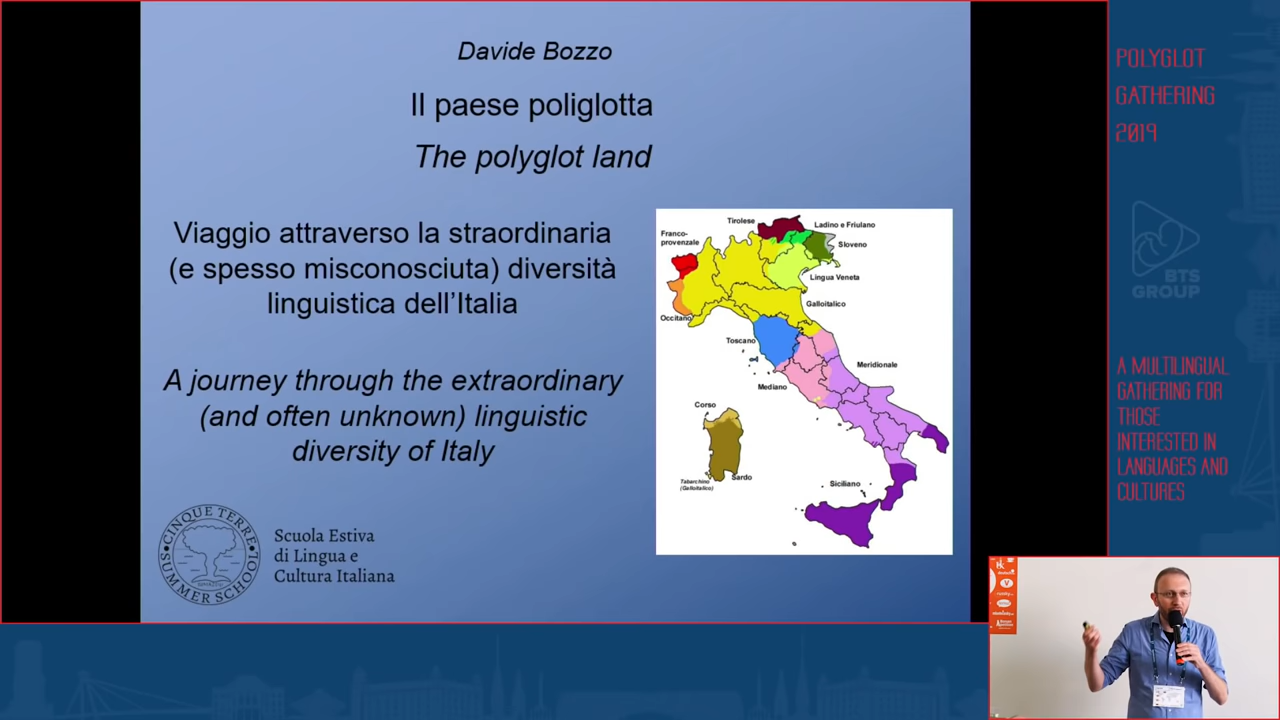 Davide Bozzo
Il paese poliglotta
The polyglot land
Viaggio attraverso la straordinaria
(e spesso misconosciuta) diversità
linguistica dell'Italia
A journey through the extraordinary
(and often unknown) linguistic
diversity of Italy
CINQUE TERRE
SUMMER SCHOOL
Scuola Estiva
di Lingua e
Cultura Italiana
Tirolese
Ladino e Friulano
Franco-
provenzale
Sloveno
Lingua Veneta
Galloitalico
Occitano
Toscano
Meridionale
Mediano
Corso
Sardo
Tabarchino
(Galloitalico)
Siciliano
POLYGLOT
GATHERING
2019
BTS
GROUP
A MULTILINGUAL
GATHERING FOR
THOSE
INTERESTED IN
LANGUAGES AND
CULTURES